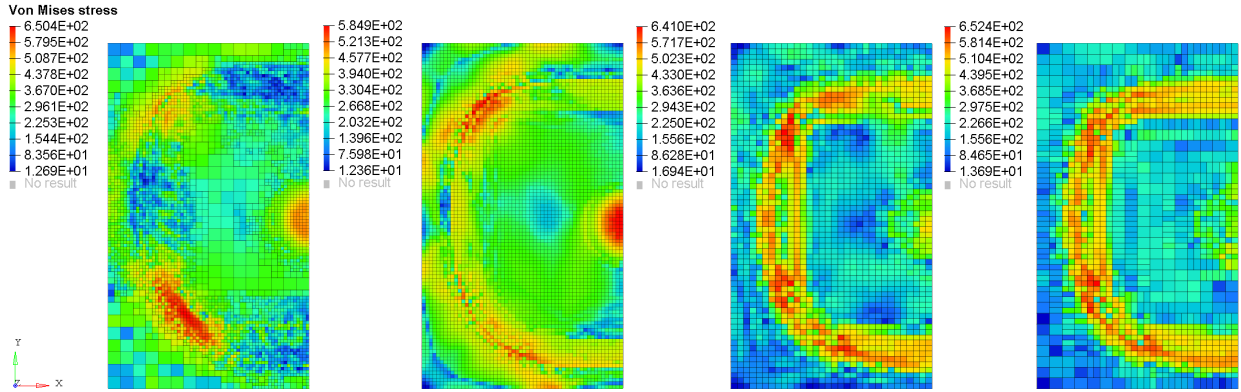 Von Mises stress
6.504E+02
5.795E+02
5.087E+02
4.378E+02
3.670E+02
2.961E+02
2.253E+02
1.544E+02
8.356E+01
1.269E+01
No result
5.849E+02
5.213E+02
4.577E+02
3.940E+02
3.304E+02
2.668E+02
2.032E+02
1.396E+02
7.598E+01
1.236E+01
No result
6.410E+02
5.717E+02
5.023E+02
4.330E+02
3.636E+02
2.943E+02
2.250E+02
1.556E+02
8.628E+01
1.694E+01
No result
6.524E+02
5.814E+02
5.104E+02
4.395E+02
3.685E+02
2.975E+02
2.266E+02
1.556E+02
8.465E+01
1.369E+01
No result
Y
Z X